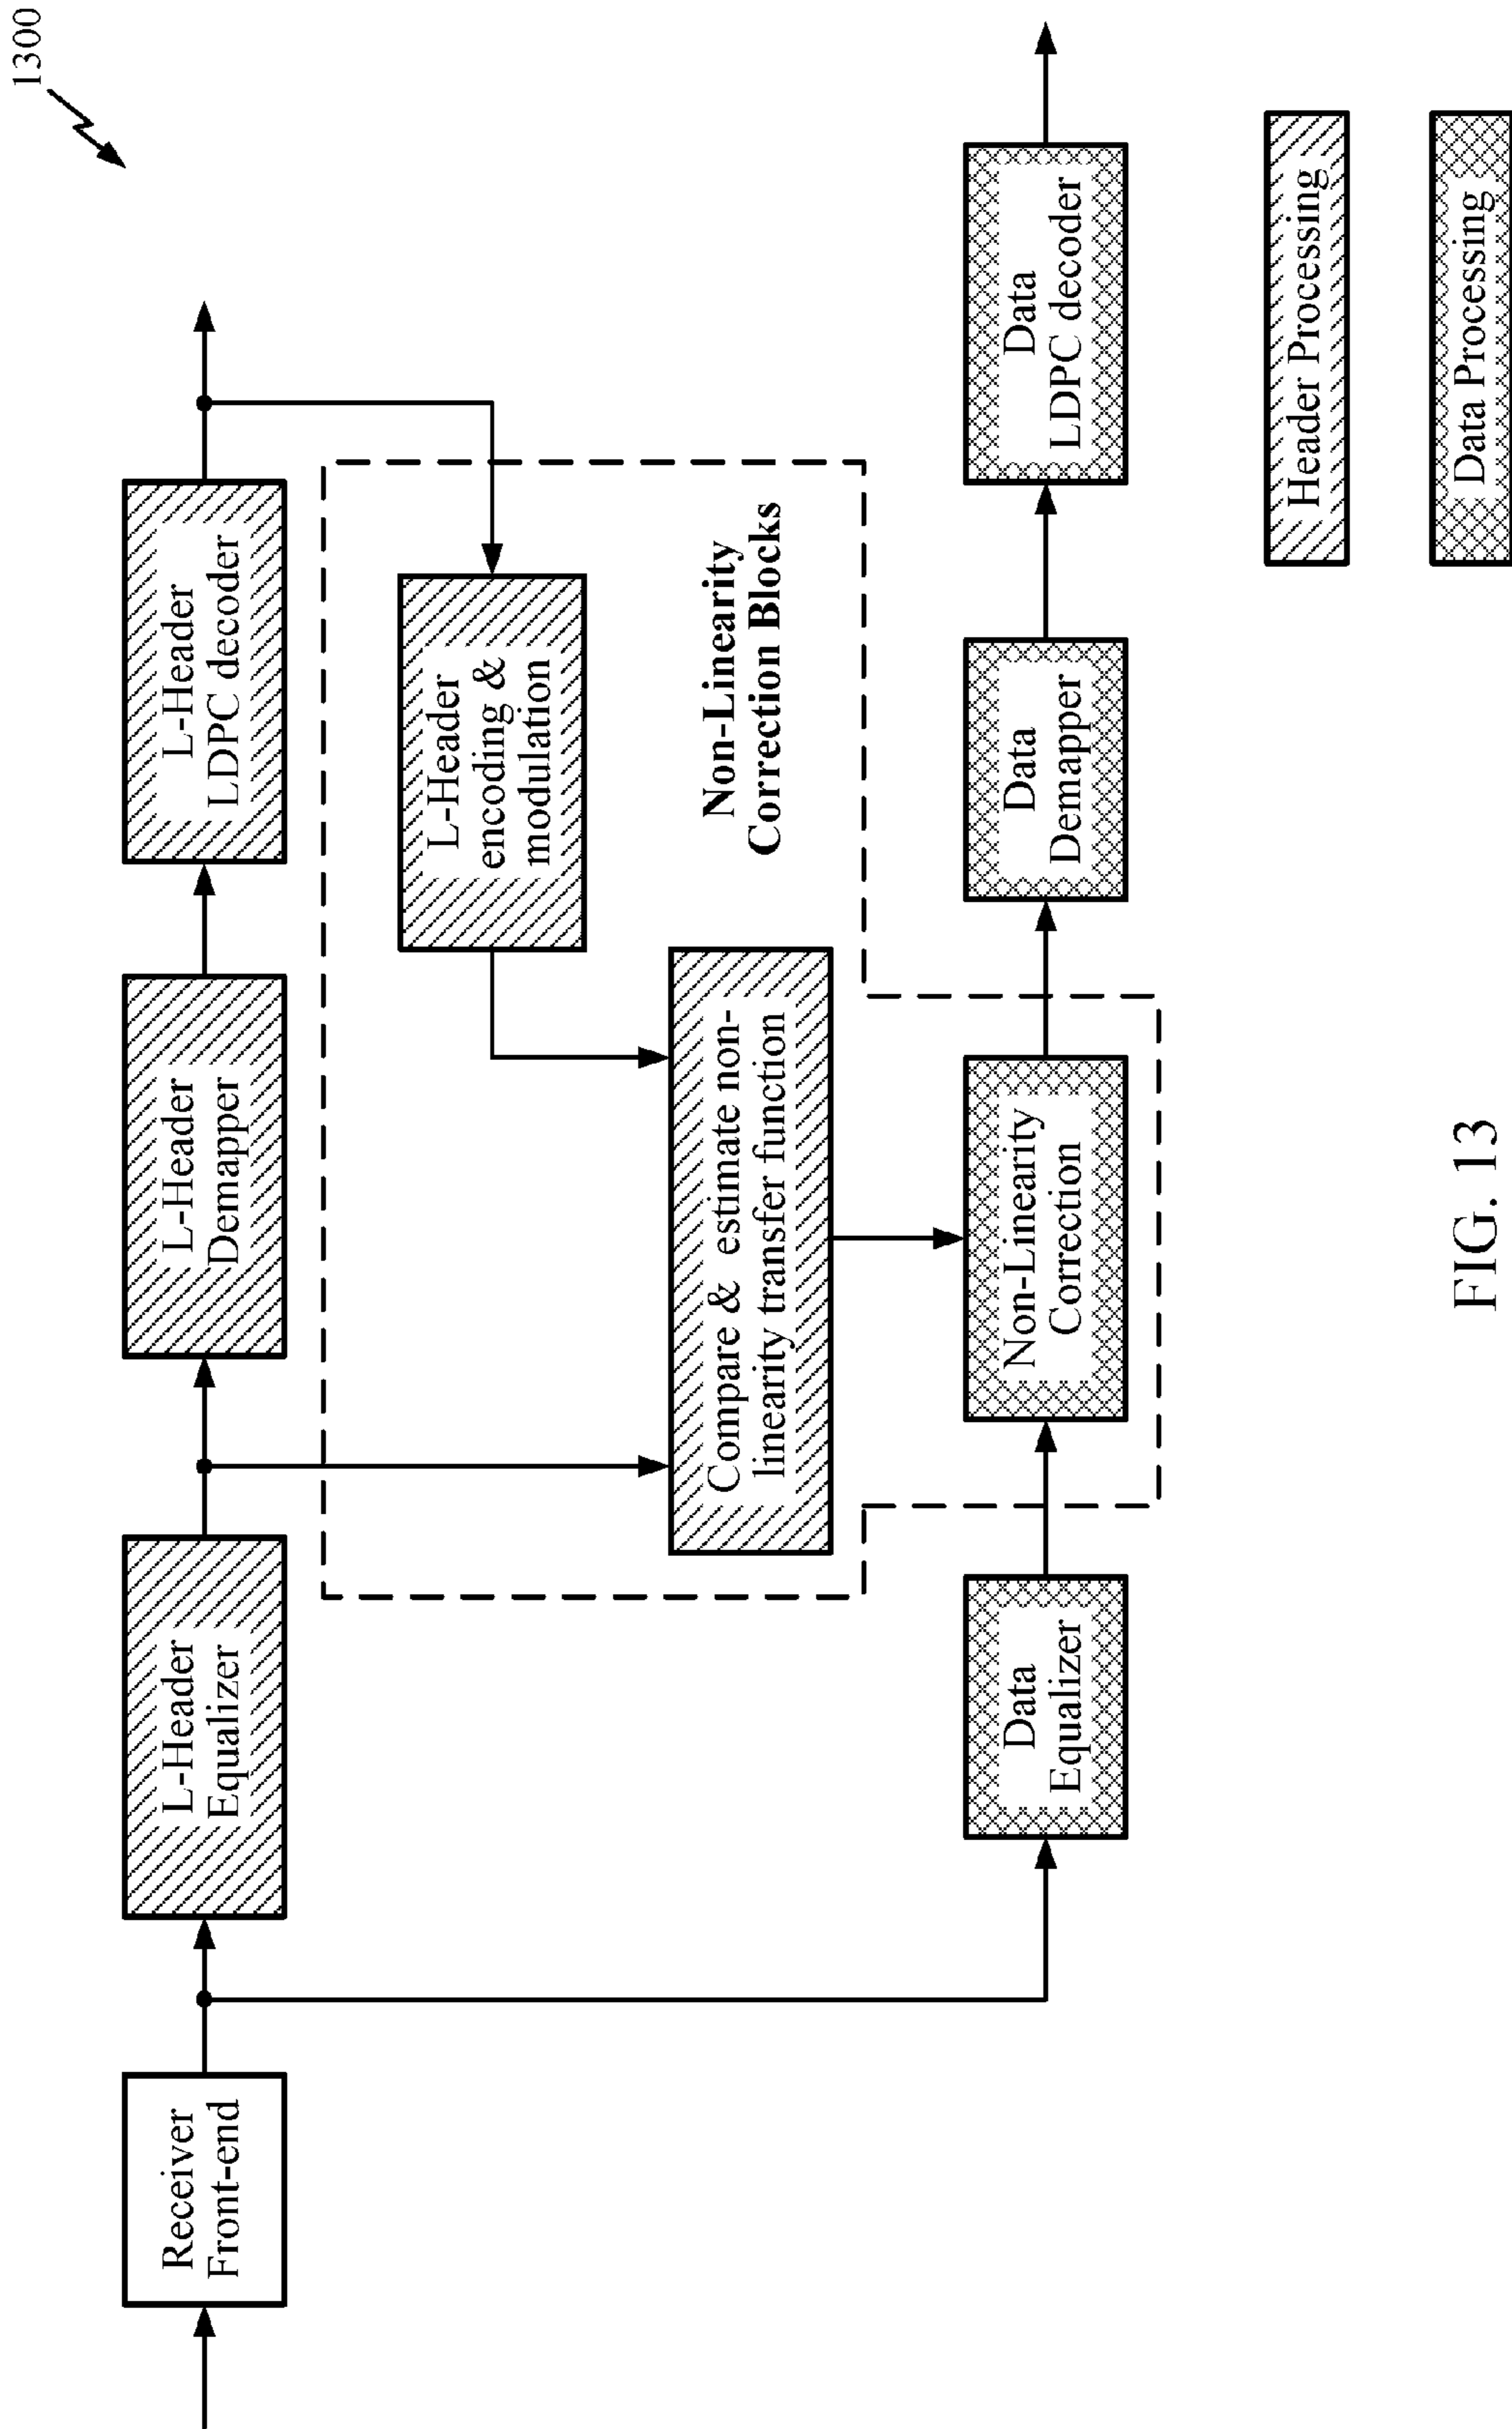 1300
Receiver
Front-end
L-Header
Equalizer
L-Header
Demapper
L-Header
LDPC decoder
L-Header
encoding &
modulation
Compare & estimate non-
linearity transfer function
Non-Linearity
Correction Blocks
Data
Equalizer
Non-Linearity
Correction
Data
Demapper
Data
LDPC decoder
Header Processing
Data Processing
FIG. 13